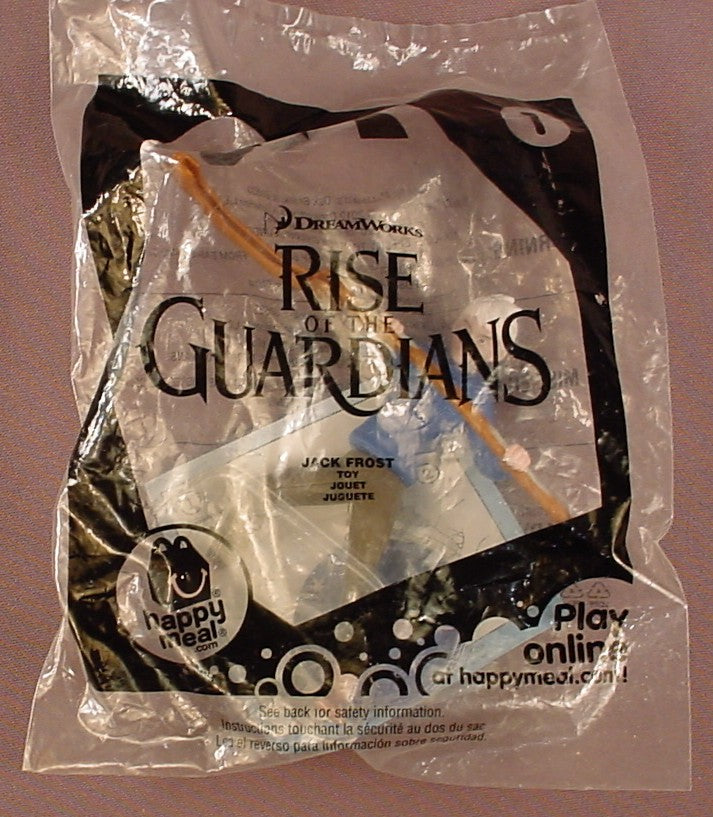 1
DREAMWORKS
RISE
OF THE
GUARDIANS
JACK FROST
TOY
JOUET
JUGUETE
happy
meal
.com
Play
online
at happymeal.com!
See back for safety information.
Instructions touchant la sécurité au dos du sac
Lea el reverso para información sobre seguridad.